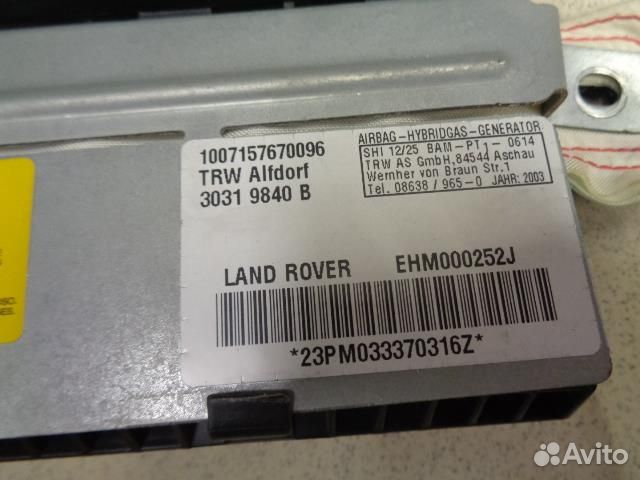 1007157670096
TRW Alfdorf
3031 9840 B
AIRBAG-HYBRIDGAS-GENERATOR
SHI 12/25 BAM-PT1-0614
TRW AS GmbH,84544 Aschau
Wernher von Braun Str.1
Tel. 08638/965-0 JAHR: 2003
LAND ROVER EHM000252J
*23PM033370316Z*
Avito